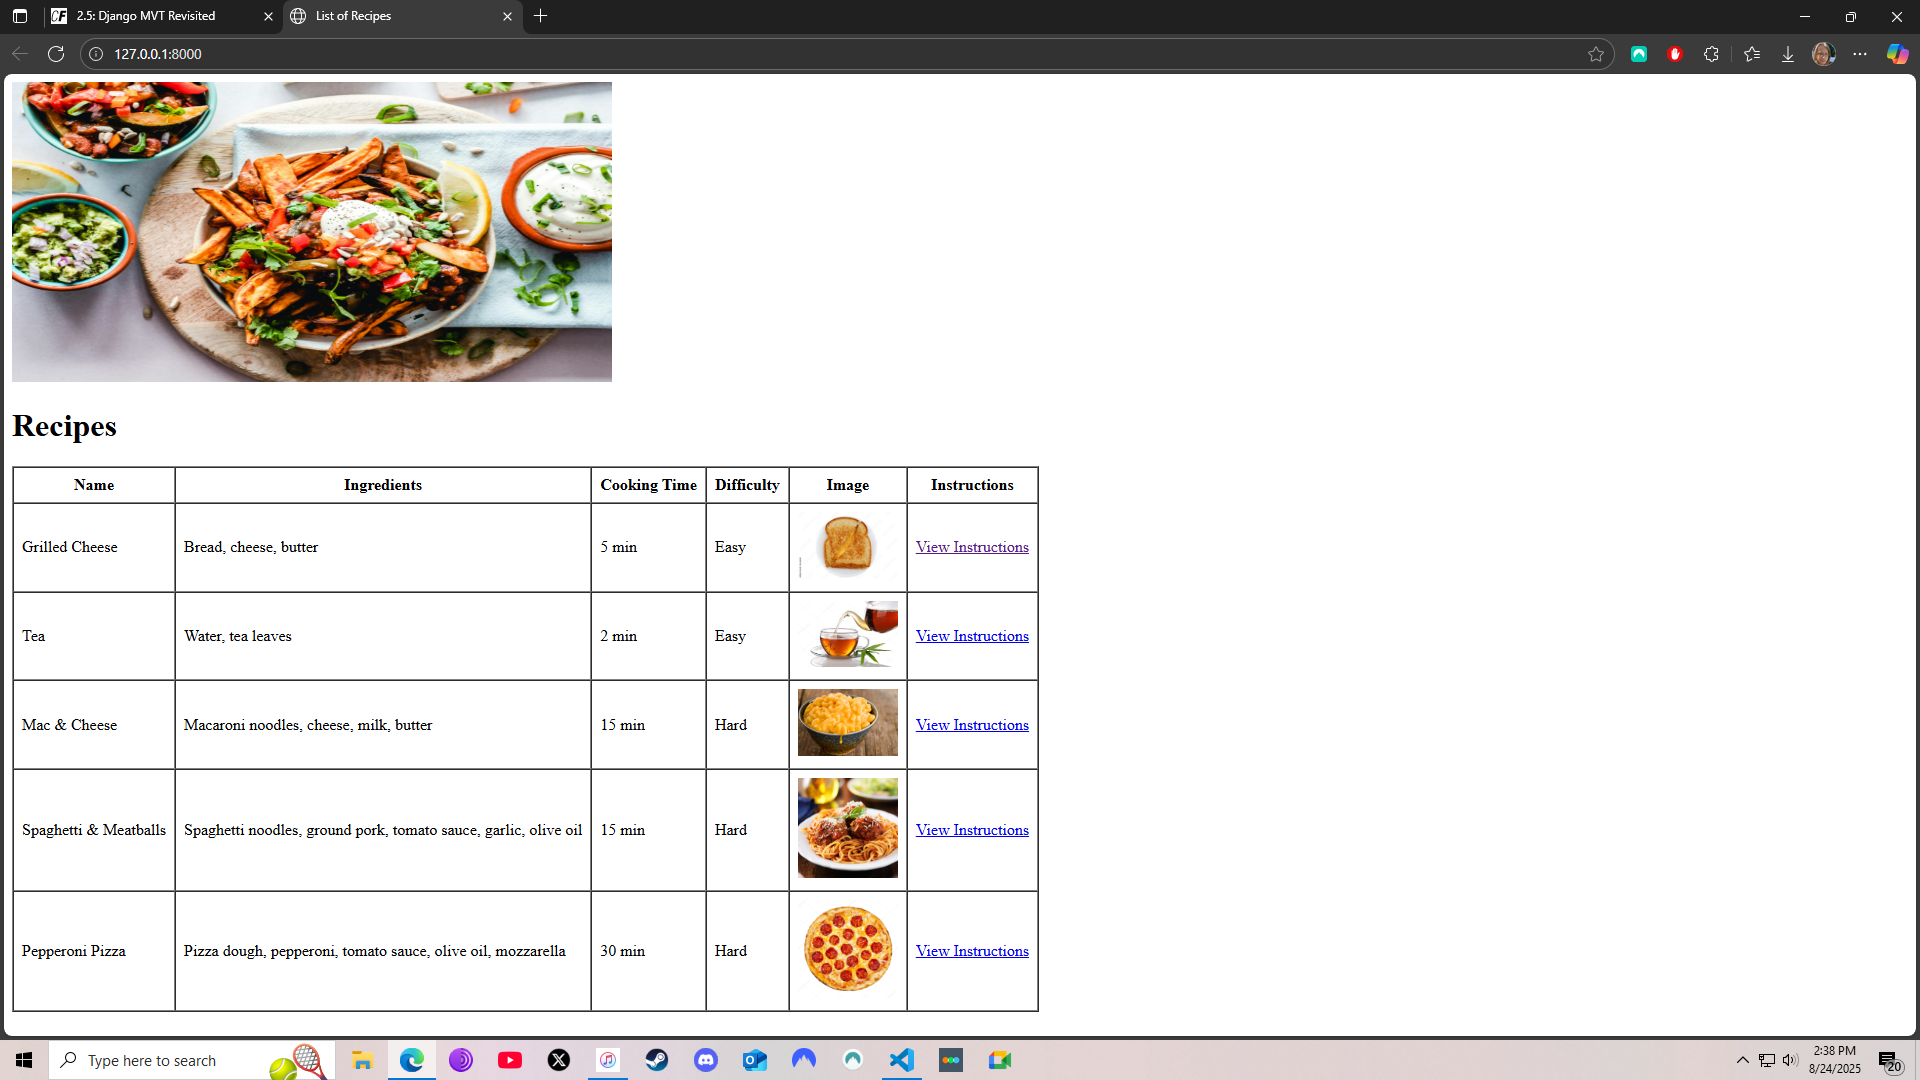 CF 2.5: Django MVT Revisited
List of Recipes
127.0.0.1:8000
Recipes
Name Ingredients Cooking Time Difficulty Image Instructions
Grilled Cheese Bread, cheese, butter 5 min Easy View Instructions
Tea Water, tea leaves 2 min Easy View Instructions
Mac & Cheese Macaroni noodles, cheese, milk, butter 15 min Hard View Instructions
Spaghetti & Meatballs Spaghetti noodles, ground pork, tomato sauce, garlic, olive oil 15 min Hard View Instructions
Pepperoni Pizza Pizza dough, pepperoni, tomato sauce, olive oil, mozzarella 30 min Hard View Instructions
Type here to search
2:38 PM
8/24/2025
20